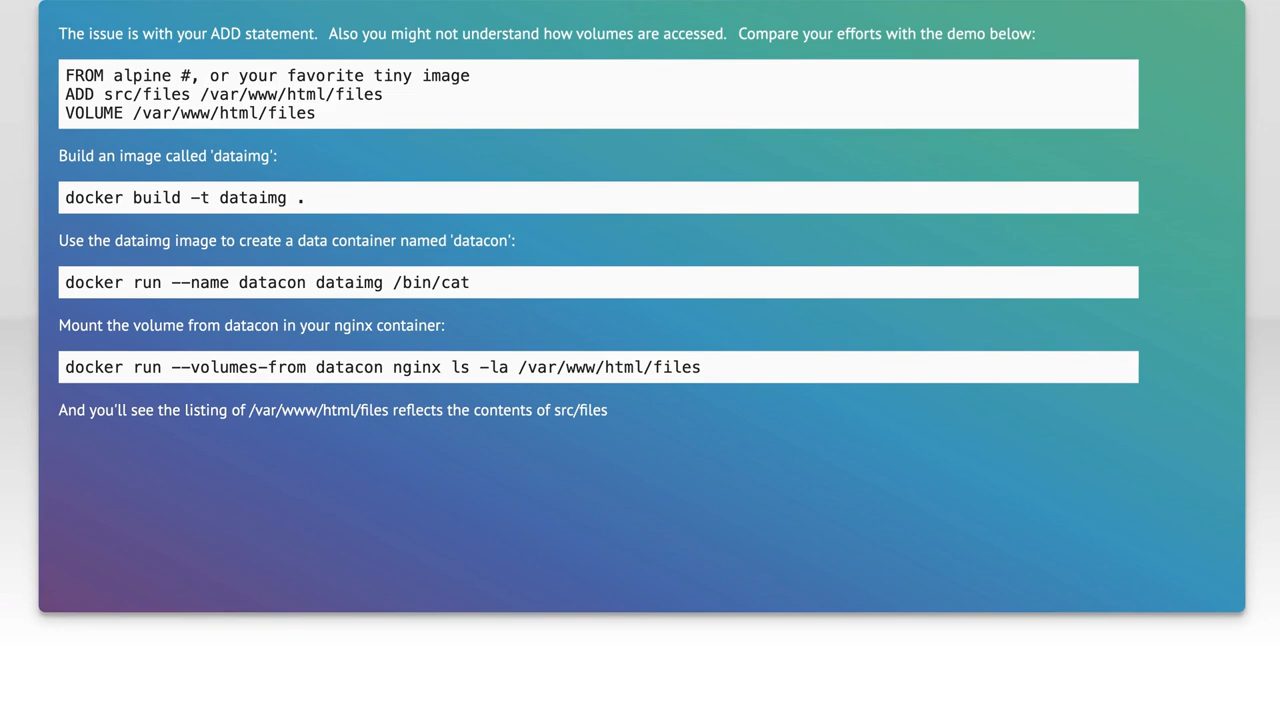 The issue is with your ADD statement. Also you might not understand how volumes are accessed. Compare your efforts with the demo below:
FROM alpine #, or your favorite tiny image
ADD src/files /var/www/html/files
VOLUME /var/www/html/files
Build an image called 'dataimg':
docker build -t dataimg .
Use the dataimg image to create a data container named 'datacon':
docker run --name datacon dataimg /bin/cat
Mount the volume from datacon in your nginx container:
docker run --volumes-from datacon nginx ls -la /var/www/html/files
And you'll see the listing of /var/www/html/files reflects the contents of src/files